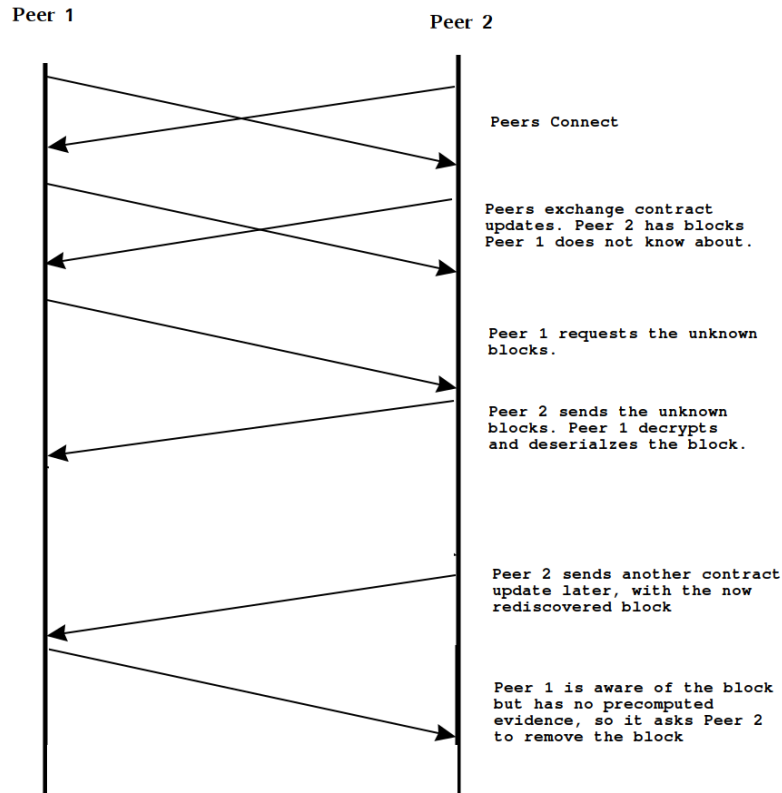 Peer 1
Peer 2
Peers Connect
Peers exchange contract
updates. Peer 2 has blocks
Peer 1 does not know about.
Peer 1 requests the unknown
blocks.
Peer 2 sends the unknown
blocks. Peer 1 decrypts
and deserialzes the block.
Peer 2 sends another contract
update later, with the now
rediscovered block
Peer 1 is aware of the block
but has no precomputed
evidence, so it asks Peer 2
to remove the block